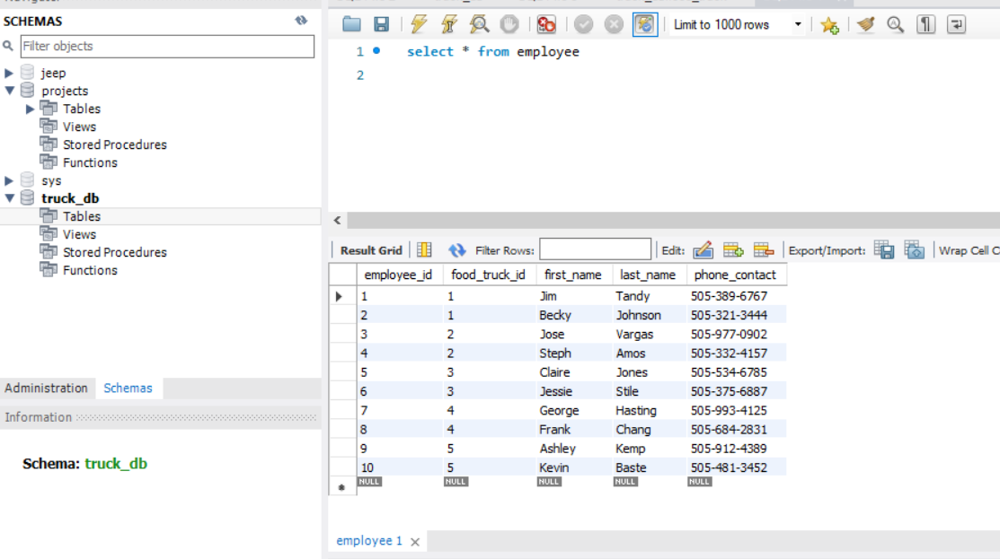 SCHEMAS
Filter objects
jeep
projects
Tables
Views
Stored Procedures
Functions
sys
truck_db
Tables
Views
Stored Procedures
Functions
Administration Schemas
Information
Schema: truck_db
Limit to 1000 rows
1 select * from employee
2
Result Grid Filter Rows: Edit: Export/Import: Wrap Cell C
employee_id food_truck_id first_name last_name phone_contact
1 1 Jim Tandy 505-389-6767
2 1 Becky Johnson 505-321-3444
3 2 Jose Vargas 505-977-0902
4 2 Steph Amos 505-332-4157
5 3 Claire Jones 505-534-6785
6 3 Jessie Stile 505-375-6887
7 4 George Hasting 505-993-4125
8 4 Frank Chang 505-684-2831
9 5 Ashley Kemp 505-912-4389
10 5 Kevin Baste 505-481-3452
NULL NULL NULL NULL NULL
employee 1